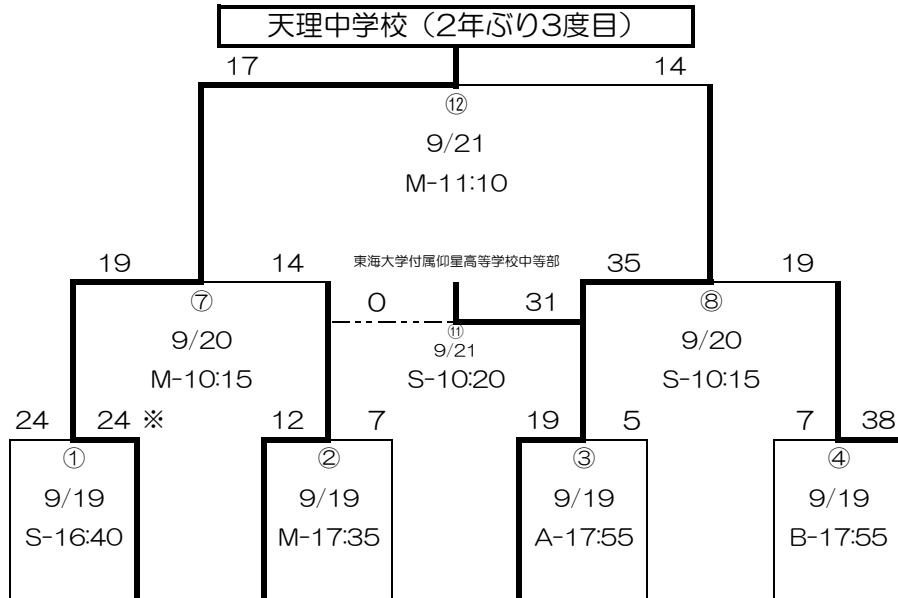 天理中学校（2年ぶり3度目）
17 14
⑫
9/21
M-11:10
19 14 東海大学付属仰星高等学校中等部 35 19
⑦ 0 31 ⑧
⑪
9/20 9/21 9/20
M-10:15 S-10:20 S-10:15
24 24 ※ 12 7 19 5 7 38
① ② ③ ④
9/19 9/19 9/19 9/19
S-16:40 M-17:35 A-17:55 B-17:55